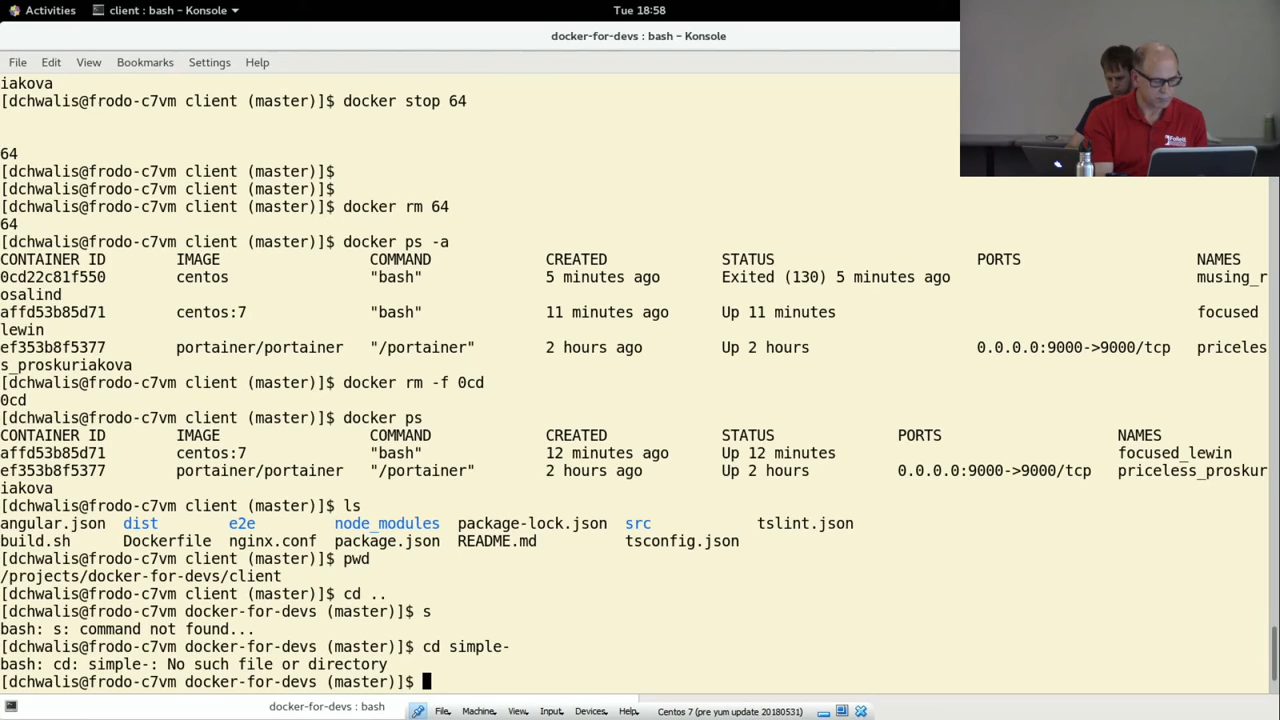 Activities client : bash – Konsole Tue 18:58
docker-for-devs : bash – Konsole
File Edit View Bookmarks Settings Help
iakova
[dchwalis@frodo-c7vm client (master)]$ docker stop 64
64
[dchwalis@frodo-c7vm client (master)]$
[dchwalis@frodo-c7vm client (master)]$
[dchwalis@frodo-c7vm client (master)]$ docker rm 64
64
[dchwalis@frodo-c7vm client (master)]$ docker ps -a
CONTAINER ID IMAGE COMMAND CREATED STATUS PORTS NAMES
0cd22c81f550 centos "bash" 5 minutes ago Exited (130) 5 minutes ago musing_r
osalind
affd53b85d71 centos:7 "bash" 11 minutes ago Up 11 minutes focused
lewin
ef353b8f5377 portainer/portainer "/portainer" 2 hours ago Up 2 hours 0.0.0.0:9000->9000/tcp priceles
s_proskuriakova
[dchwalis@frodo-c7vm client (master)]$ docker rm -f 0cd
0cd
[dchwalis@frodo-c7vm client (master)]$ docker ps
CONTAINER ID IMAGE COMMAND CREATED STATUS PORTS NAMES
affd53b85d71 centos:7 "bash" 12 minutes ago Up 12 minutes focused_lewin
ef353b8f5377 portainer/portainer "/portainer" 2 hours ago Up 2 hours 0.0.0.0:9000->9000/tcp priceless_proskur
iakova
[dchwalis@frodo-c7vm client (master)]$ ls
angular.json dist e2e node_modules package-lock.json src tslint.json
build.sh Dockerfile nginx.conf package.json README.md tsconfig.json
[dchwalis@frodo-c7vm client (master)]$ pwd
/projects/docker-for-devs/client
[dchwalis@frodo-c7vm client (master)]$ cd ..
[dchwalis@frodo-c7vm docker-for-devs (master)]$ s
bash: s: command not found...
[dchwalis@frodo-c7vm docker-for-devs (master)]$ cd simple-
bash: cd: simple-: No such file or directory
[dchwalis@frodo-c7vm docker-for-devs (master)]$
docker-for-devs : bash File Machine View Input Devices Help Centos 7 (pre yum update 20180531)
Follett